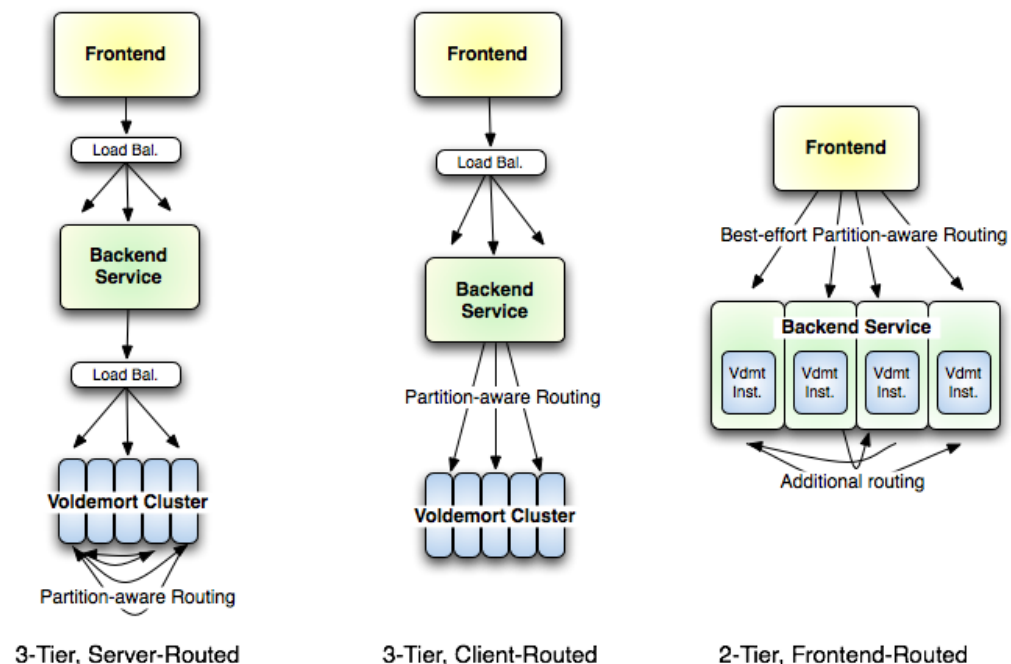 Frontend
Load Bal.
Backend
Service
Load Bal.
Voldemort Cluster
Partition-aware Routing
3-Tier, Server-Routed
Frontend
Load Bal.
Backend
Service
Partition-aware Routing
Voldemort Cluster
3-Tier, Client-Routed
Frontend
Best-effort Partition-aware Routing
Backend Service
Vdmt
Inst.
Vdmt
Inst.
Vdmt
Inst.
Vdmt
Inst.
Additional routing
2-Tier, Frontend-Routed